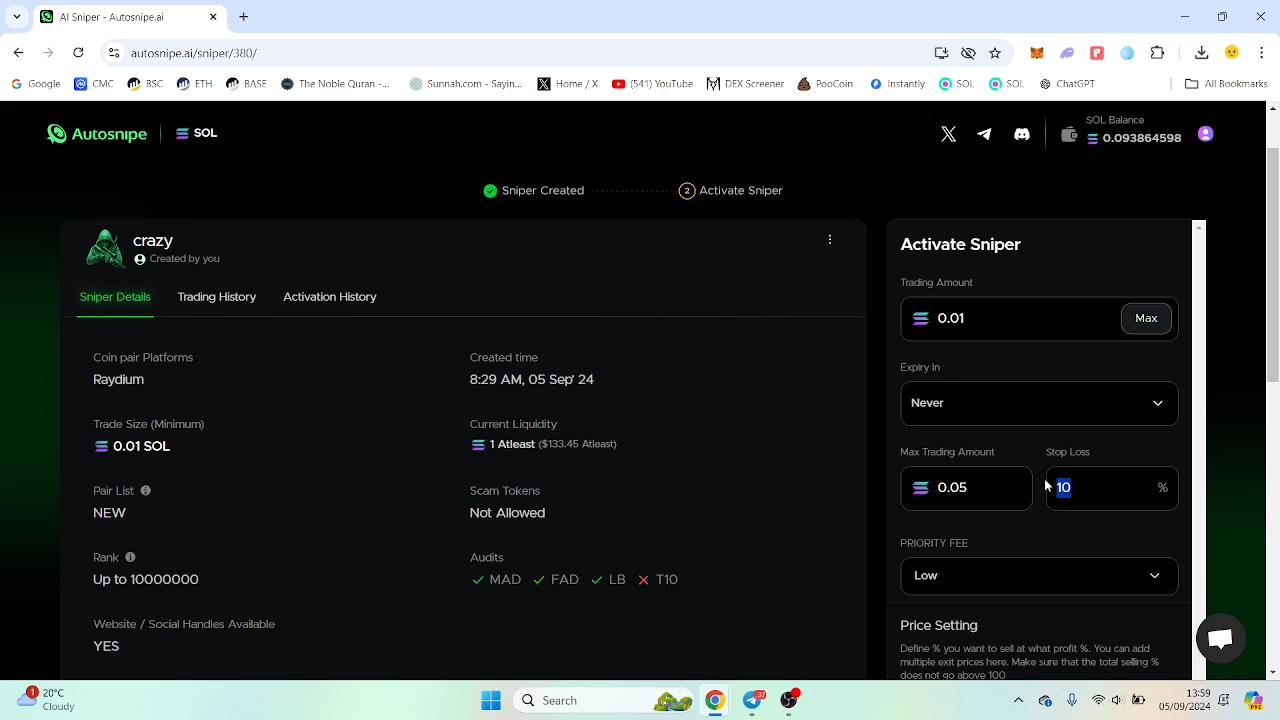 AI Sniper - Autosnipe.ai
autosnipe.ai/sniper/380/
Google CMC BSC ETH BASE The Noble Quran -... Sunnah.com - Sayin... Home / X (541) YouTube DEX Screener PooCoin Instantly SOL SOL ChatGPT All Bookmarks
Autosnipe SOL
SOL Balance
0.093864598
Sniper Created 2 Activate Sniper
crazy
Created by you
Sniper Details Trading History Activation History
Coin pair Platforms
Raydium
Created time
8:29 AM, 05 Sep' 24
Trade Size (Minimum)
0.01 SOL
Current Liquidity
1 Atleast ($133.45 Atleast)
Pair List
NEW
Scam Tokens
Not Allowed
Rank
Up to 10000000
Audits
MAD FAD LB T10
Website / Social Handles Available
YES
Activate Sniper
Trading Amount
0.01 Max
Expiry In
Never
Max Trading Amount Stop Loss
0.05 10 %
PRIORITY FEE
Low
Price Setting
Define % you want to sell at what profit %. You can add
multiple exit prices here. Make sure that the total selling %
does not go above 100
1
20°C
Cloudy
Search
37
13:59
05/09/2024
PRE